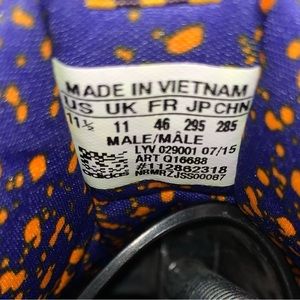 MADE IN VIETNAM
US UK FR JP CHN
11½ 11 46 295 285
MALE/MÂLE
LYV 029001 07/15
ART Q16688
#112862318
NRMRZJSS00087